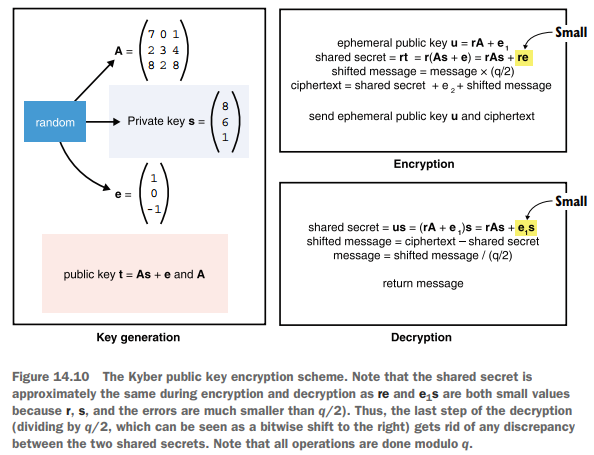 A =
7 0 1
2 3 4
8 2 8
random
Private key s =
8
6
1
e =
1
0
-1
public key t = As + e and A
Key generation
Small
ephemeral public key u = rA + e1
shared secret = rt = r(As + e) = rAs + re
shifted message = message × (q/2)
ciphertext = shared secret + e2 + shifted message
send ephemeral public key u and ciphertext
Encryption
Small
shared secret = us = (rA + e1)s = rAs + e1s
shifted message = ciphertext – shared secret
message = shifted message / (q/2)
return message
Decryption
Figure 14.10 The Kyber public key encryption scheme. Note that the shared secret is
approximately the same during encryption and decryption as re and e1s are both small values
because r, s, and the errors are much smaller than q/2). Thus, the last step of the decryption
(dividing by q/2, which can be seen as a bitwise shift to the right) gets rid of any discrepancy
between the two shared secrets. Note that all operations are done modulo q.